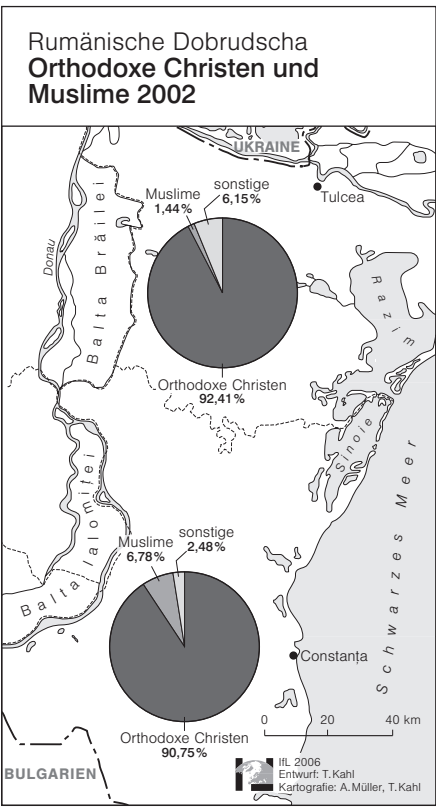 Rumänische Dobrudscha
Orthodoxe Christen und
Muslime 2002
UKRAINE
Tulcea
sonstige
6,15%
Muslime
1,44%
Donau
Balta Brăilei
Razim
Orthodoxe Christen
92,41%
Sinoie
Schwarzes Meer
Balta Ialomiței
sonstige
2,48%
Muslime
6,78%
Constanța
Orthodoxe Christen
90,75%
0 20 40 km
BULGARIEN
IfL 2006
Entwurf: T.Kahl
Kartografie: A.Müller, T.Kahl